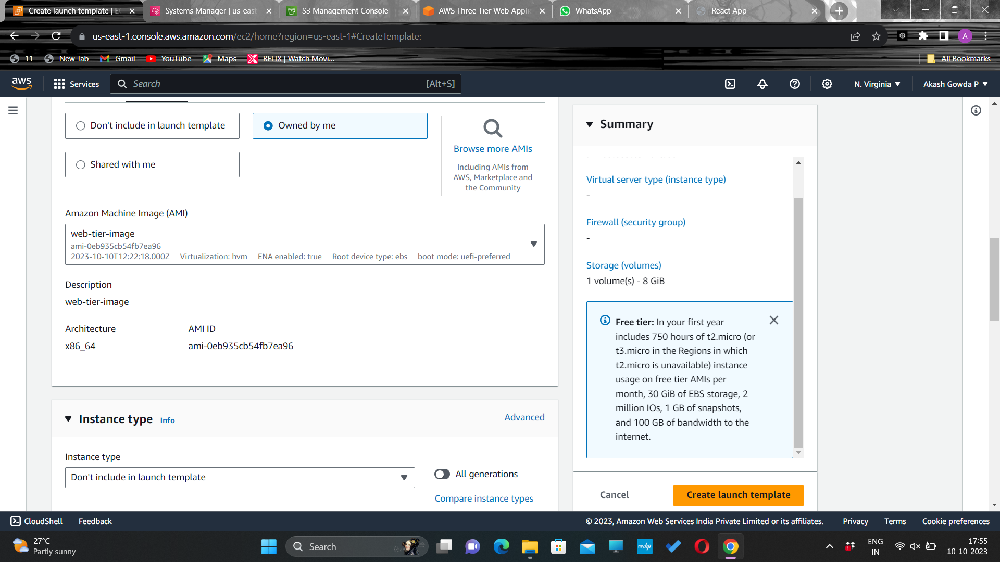 Create launch template | EC
Systems Manager | us-east
S3 Management Console
AWS Three Tier Web Applic
WhatsApp
React App
us-east-1.console.aws.amazon.com/ec2/home?region=us-east-1#CreateTemplate:
A
11
New Tab
Gmail
YouTube
Maps
BFLIX | Watch Movi...
All Bookmarks
aws
Services
Search
[Alt+S]
N. Virginia
Akash Gowda P
Don't include in launch template
Owned by me
Shared with me
Browse more AMIs
Including AMIs from
AWS, Marketplace and
the Community
Amazon Machine Image (AMI)
web-tier-image
ami-0eb935cb54fb7ea96
2023-10-10T12:22:18.000Z Virtualization: hvm ENA enabled: true Root device type: ebs boot mode: uefi-preferred
Description
web-tier-image
Architecture
AMI ID
x86_64
ami-0eb935cb54fb7ea96
Instance type Info
Advanced
Instance type
Don't include in launch template
All generations
Compare instance types
Summary
Virtual server type (instance type)
-
Firewall (security group)
-
Storage (volumes)
1 volume(s) - 8 GiB
Free tier: In your first year
includes 750 hours of t2.micro (or
t3.micro in the Regions in which
t2.micro is unavailable) instance
usage on free tier AMIs per
month, 30 GiB of EBS storage, 2
million IOs, 1 GB of snapshots,
and 100 GB of bandwidth to the
internet.
Cancel
Create launch template
CloudShell
Feedback
© 2023, Amazon Web Services India Private Limited or its affiliates.
Privacy
Terms
Cookie preferences
27°C
Partly sunny
Search
myhp
1
ENG
IN
17:55
10-10-2023